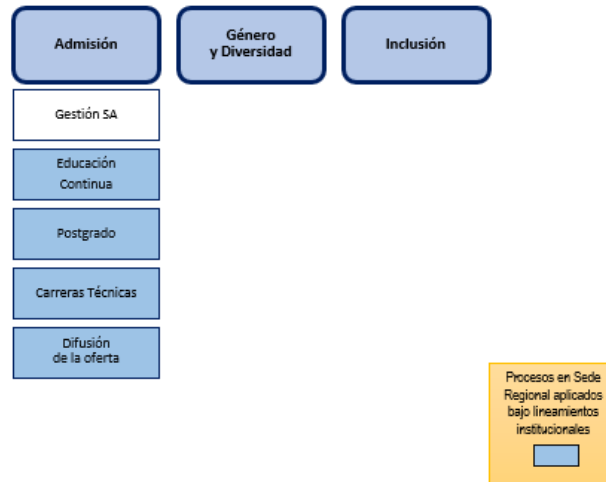 Admisión
Género
y Diversidad
Inclusión
Gestión SA
Educación
Continua
Postgrado
Carreras Técnicas
Difusión
de la oferta
Procesos en Sede
Regional aplicados
bajo lineamientos
institucionales